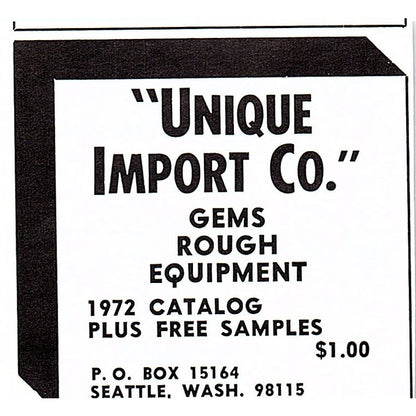 "UNIQUE
IMPORT CO."
GEMS
ROUGH
EQUIPMENT
1972 CATALOG
PLUS FREE SAMPLES
$1.00
P. O. BOX 15164
SEATTLE, WASH. 98115